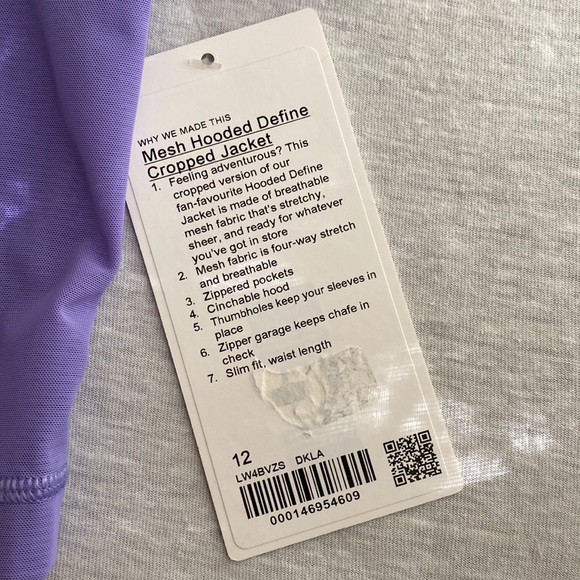 WHY WE MADE THIS
Mesh Hooded Define
Cropped Jacket
1. Feeling adventurous? This
cropped version of our
fan-favourite Hooded Define
Jacket is made of breathable
mesh fabric that's stretchy,
sheer, and ready for whatever
you've got in store
2. Mesh fabric is four-way stretch
and breathable
3. Zippered pockets
4. Cinchable hood
5. Thumbholes keep your sleeves in
place
6. Zipper garage keeps chafe in
check
7. Slim fit, waist length
12
LW4BVZS DKLA
000146954609